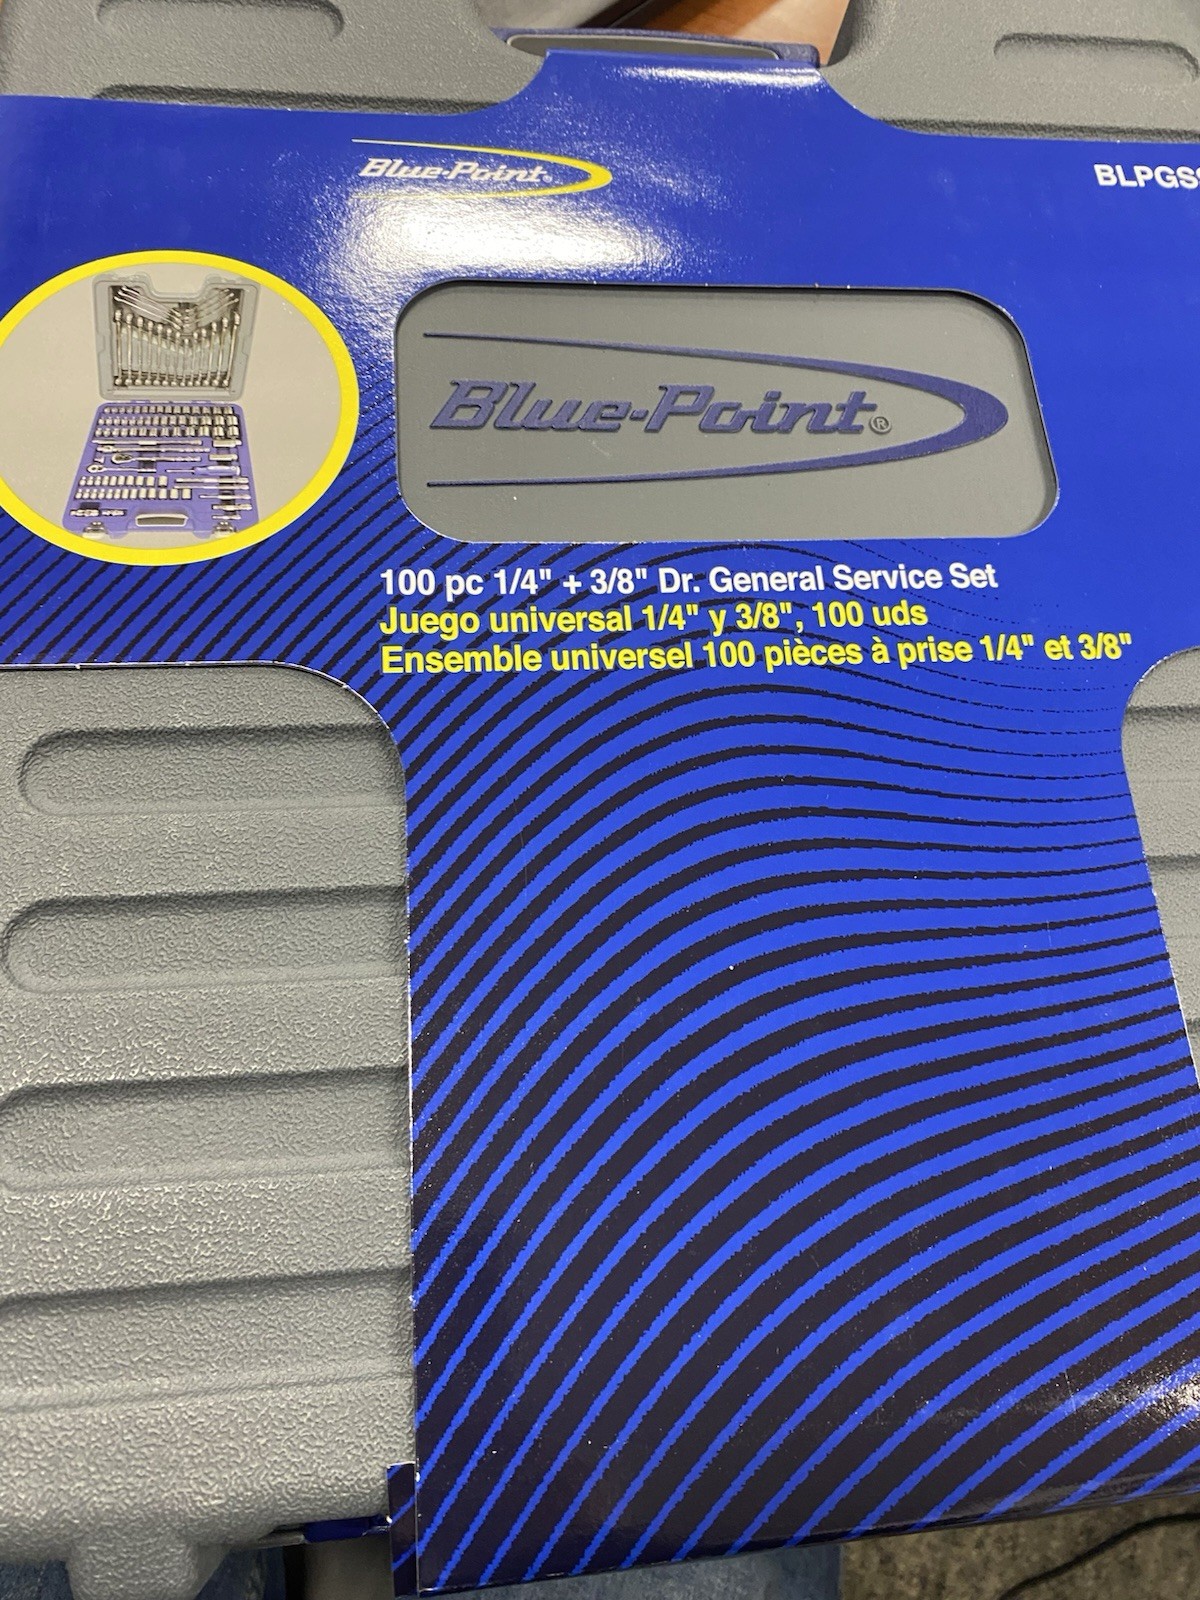 Blue-Point®
BLPGSS
Blue-Point®
100 pc 1/4" + 3/8" Dr. General Service Set
Juego universal 1/4" y 3/8", 100 uds
Ensemble universel 100 pièces à prise 1/4" et 3/8"